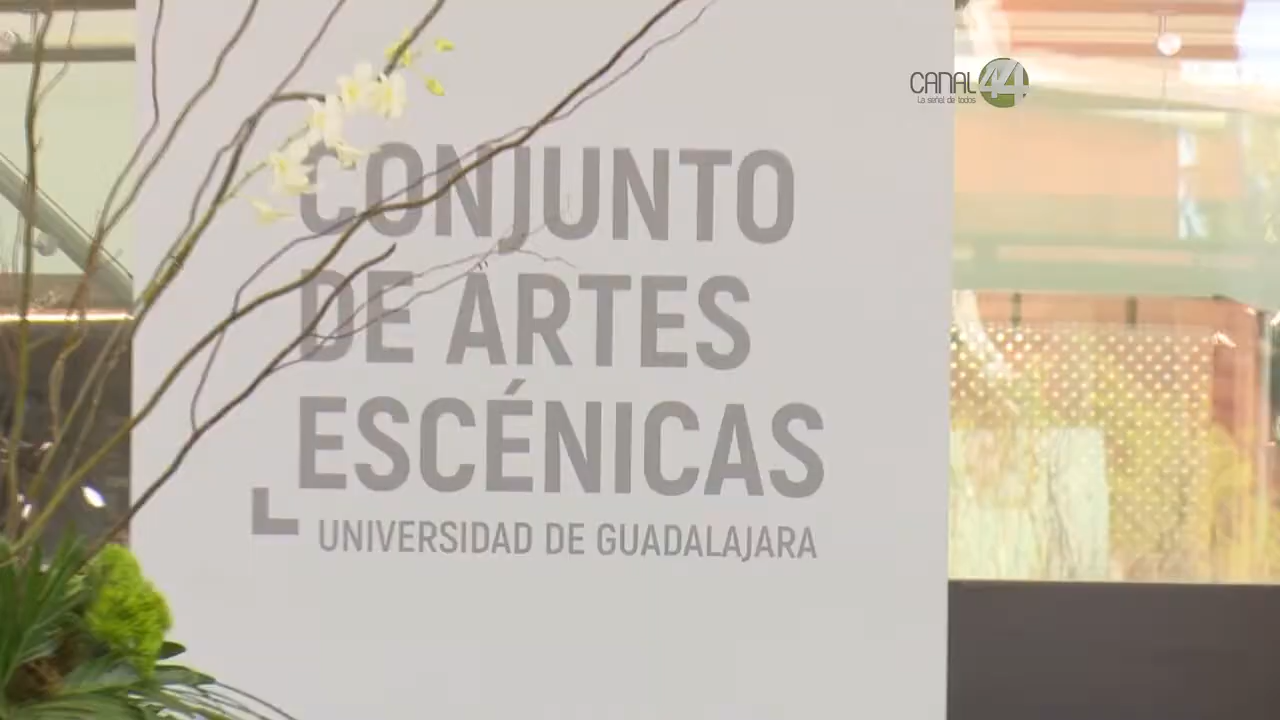 CANAL 44
La señal de todos
CONJUNTO
DE ARTES
ESCÉNICAS
UNIVERSIDAD DE GUADALAJARA